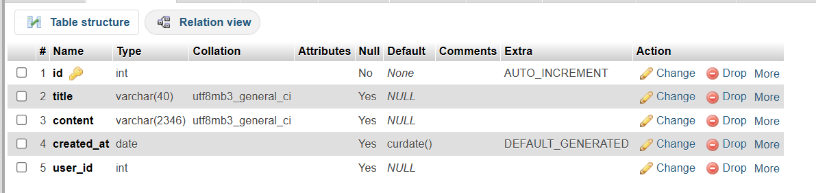 Table structure Relation view
# Name Type Collation Attributes Null Default Comments Extra Action
1 id int No None AUTO_INCREMENT Change Drop More
2 title varchar(40) utf8mb3_general_ci Yes NULL Change Drop More
3 content varchar(2346) utf8mb3_general_ci Yes NULL Change Drop More
4 created_at date Yes curdate() DEFAULT_GENERATED Change Drop More
5 user_id int Yes NULL Change Drop More